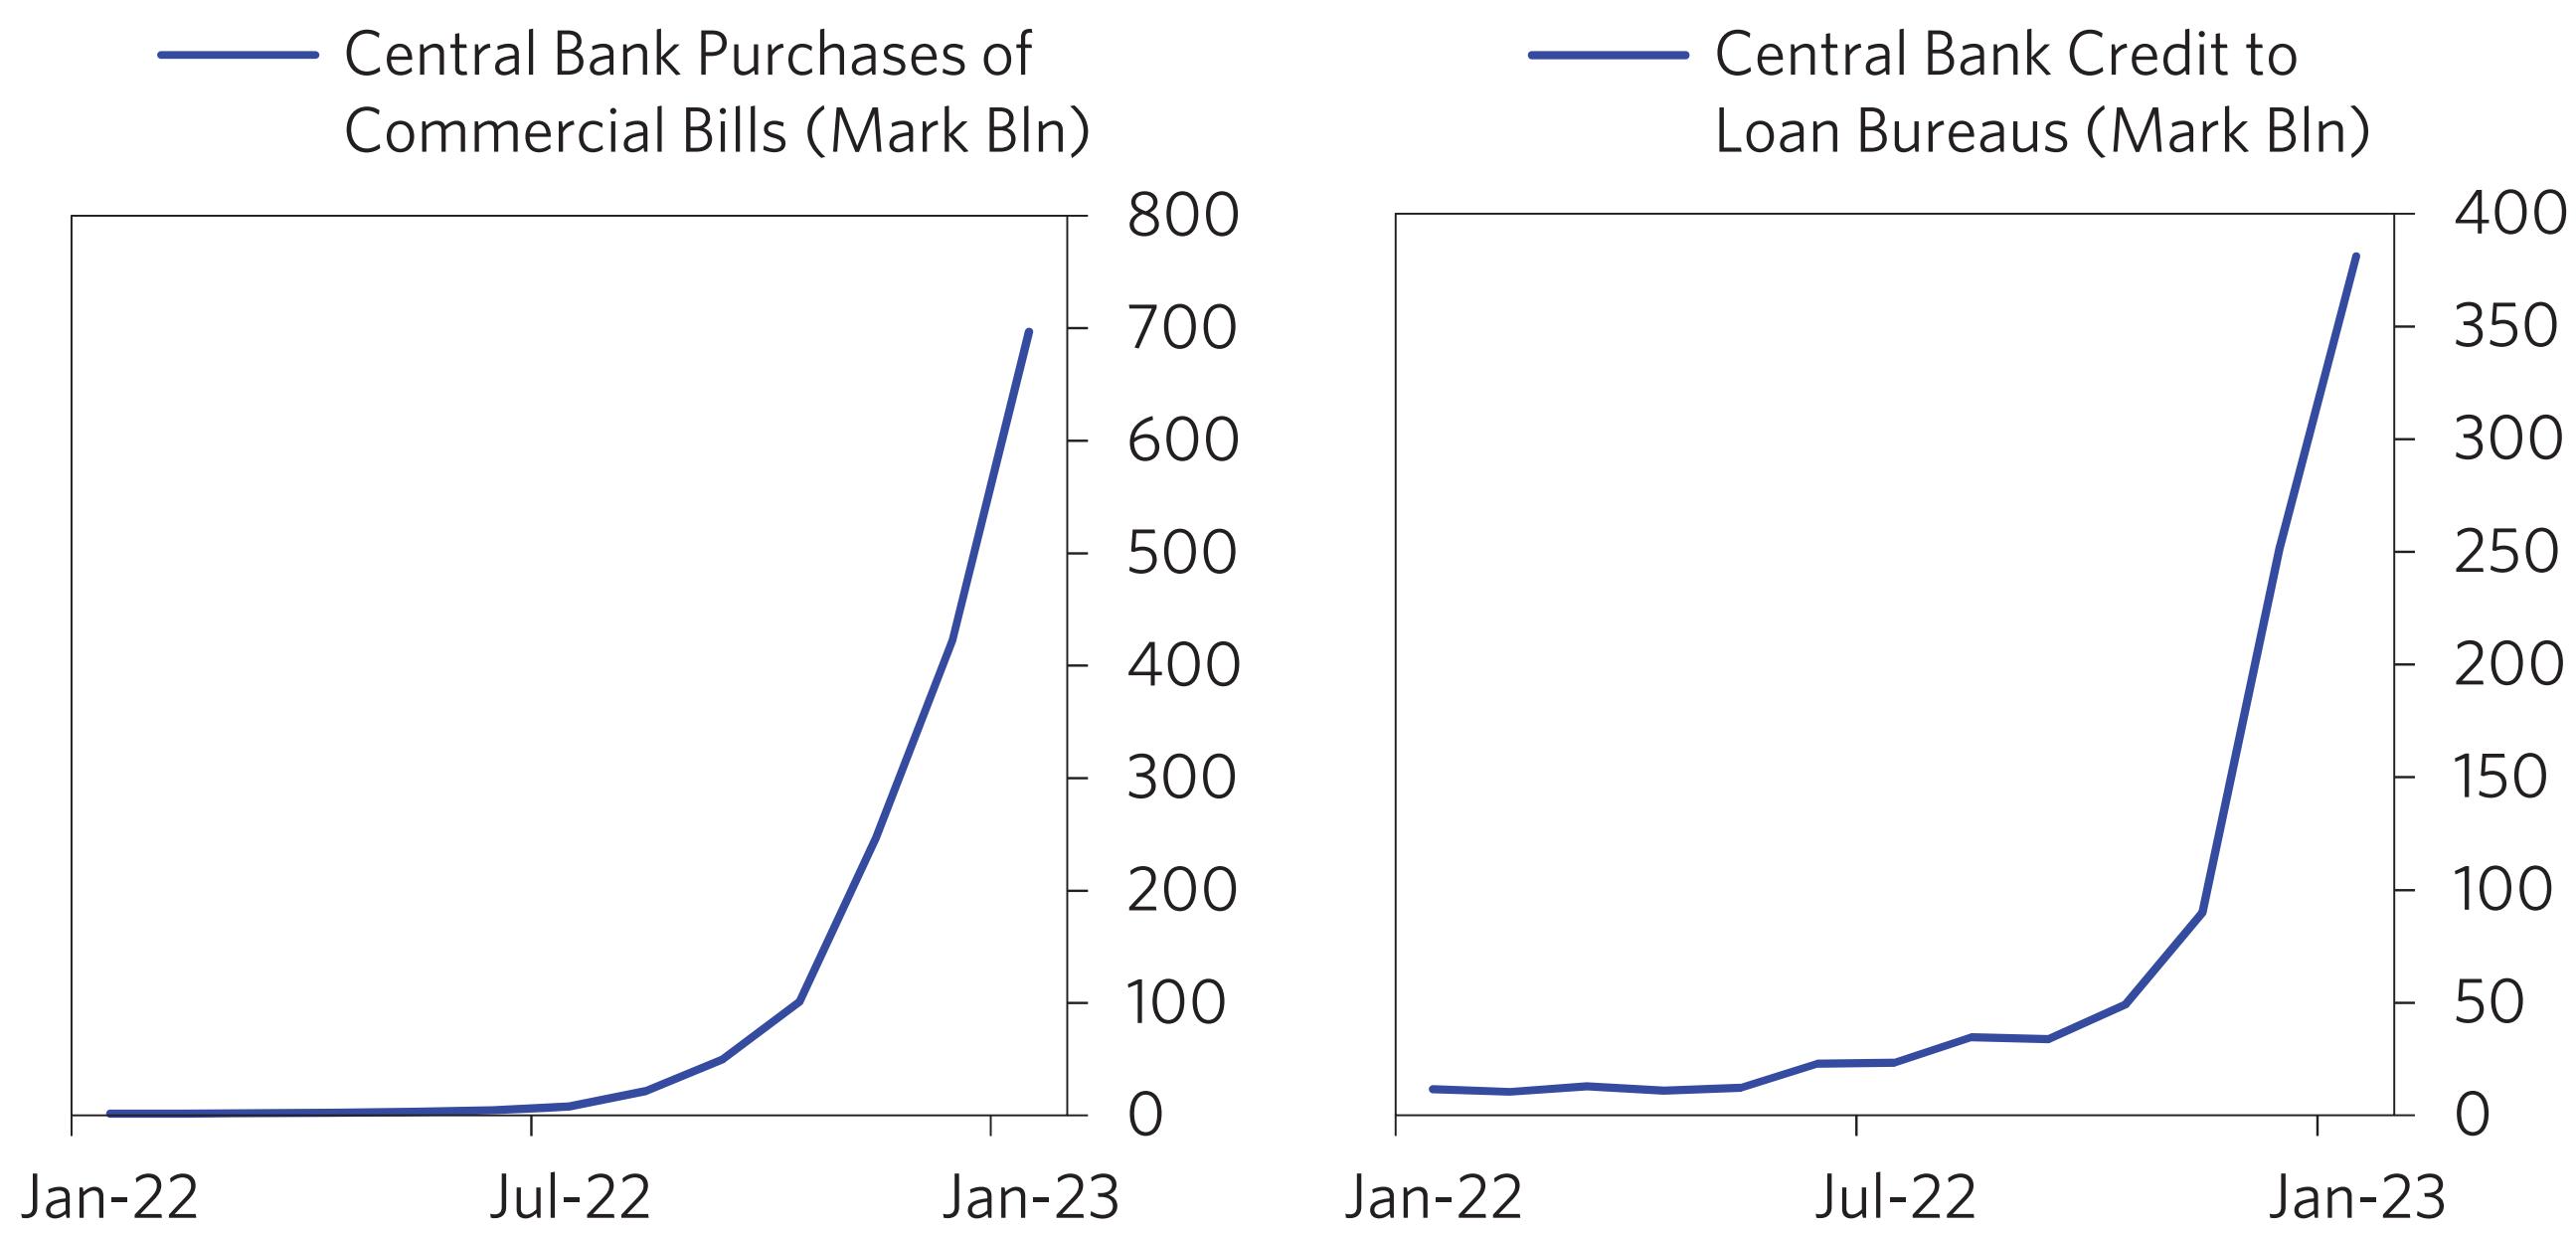 Central Bank Purchases of
Commercial Bills (Mark Bln)
800
700
600
500
400
300
200
100
0
Jan-22
Jul-22
Jan-23
Central Bank Credit to
Loan Bureaus (Mark Bln)
400
350
300
250
200
150
100
50
0
Jan-22
Jul-22
Jan-23